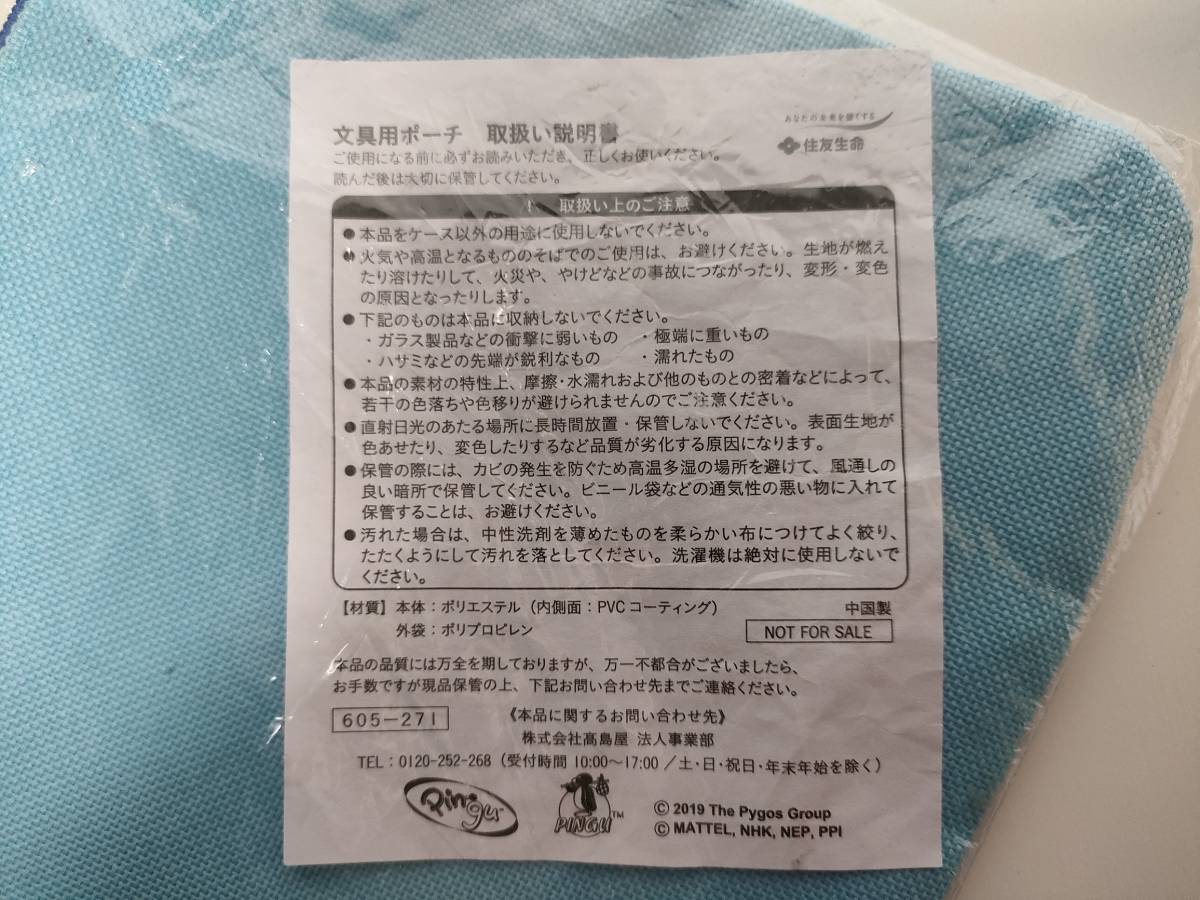 文具用ポーチ 取扱い説明書
あなたの未来を強くする
住友生命
ご使用になる前に必ずお読みいただき、正しくお使いください。
読んだ後は大切に保管してください。
! 取扱い上のご注意
●本品をケース以外の用途に使用しないでください。
●火気や高温となるもののそばでのご使用は、お避けください。生地が燃え
たり溶けたりして、火災や、やけどなどの事故につながったり、変形・変色
の原因となったりします。
●下記のものは本品に収納しないでください。
・ガラス製品などの衝撃に弱いもの ・極端に重いもの
・ハサミなどの先端が鋭利なもの ・濡れたもの
●本品の素材の特性上、摩擦・水濡れおよび他のものとの密着などによって、
若干の色落ちや色移りが避けられませんのでご注意ください。
●直射日光のあたる場所に長時間放置・保管しないでください。表面生地が
色あせたり、変色したりするなど品質が劣化する原因になります。
●保管の際には、カビの発生を防ぐため高温多湿の場所を避けて、風通しの
良い暗所で保管してください。ビニール袋などの通気性の悪い物に入れて
保管することは、お避けください。
●汚れた場合は、中性洗剤を薄めたものを柔らかい布につけてよく絞り、
たたくようにして汚れを落としてください。洗濯機は絶対に使用しないで
ください。
【材質】本体:ポリエステル(内側面:PVCコーティング) 中国製
外袋:ポリプロピレン NOT FOR SALE
本品の品質には万全を期しておりますが、万一不都合がございましたら、
お手数ですが現品保管の上、下記お問い合わせ先までご連絡ください。
605-271 《本品に関するお問い合わせ先》
株式会社髙島屋 法人事業部
TEL:0120-252-268(受付時間 10:00～17:00/土・日・祝日・年末年始を除く)
Pingu PINGU™ © 2019 The Pygos Group
© MATTEL, NHK, NEP, PPI